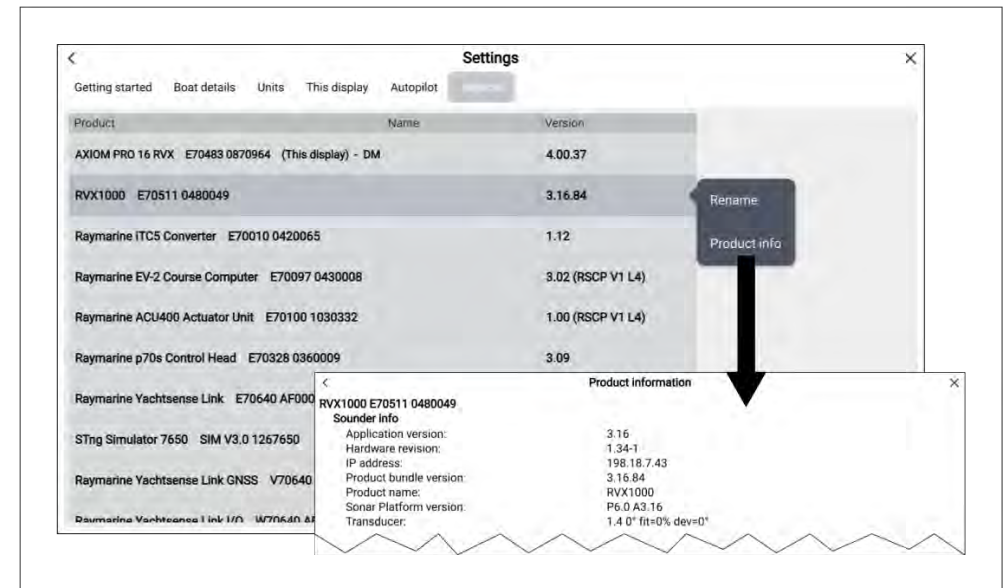 Settings
Getting started Boat details Units This display Autopilot
Product Name Version
AXIOM PRO 16 RVX E70483 0870964 (This display) - DM 4.00.37
RVX1000 E70511 0480049 3.16.84
Rename
Product info
Raymarine iTC5 Converter E70010 0420065 1.12
Raymarine EV-2 Course Computer E70097 0430008 3.02 (RSCP V1 L4)
Raymarine ACU400 Actuator Unit E70100 1030332 1.00 (RSCP V1 L4)
Raymarine p70s Control Head E70328 0360009 3.09
Raymarine Yachtsense Link E70640 AF000
STng Simulator 7650 SIM V3.0 1267650
Raymarine Yachtsense Link GNSS V70640
Raymarine Yachtsense Link I/O W70640 AF
Product information
RVX1000 E70511 0480049
Sounder info
Application version: 3.16
Hardware revision: 1.34-1
IP address: 198.18.7.43
Product bundle version: 3.16.84
Product name: RVX1000
Sonar Platform version: P6.0 A3.16
Transducer: 1.4 0° fit=0% dev=0°